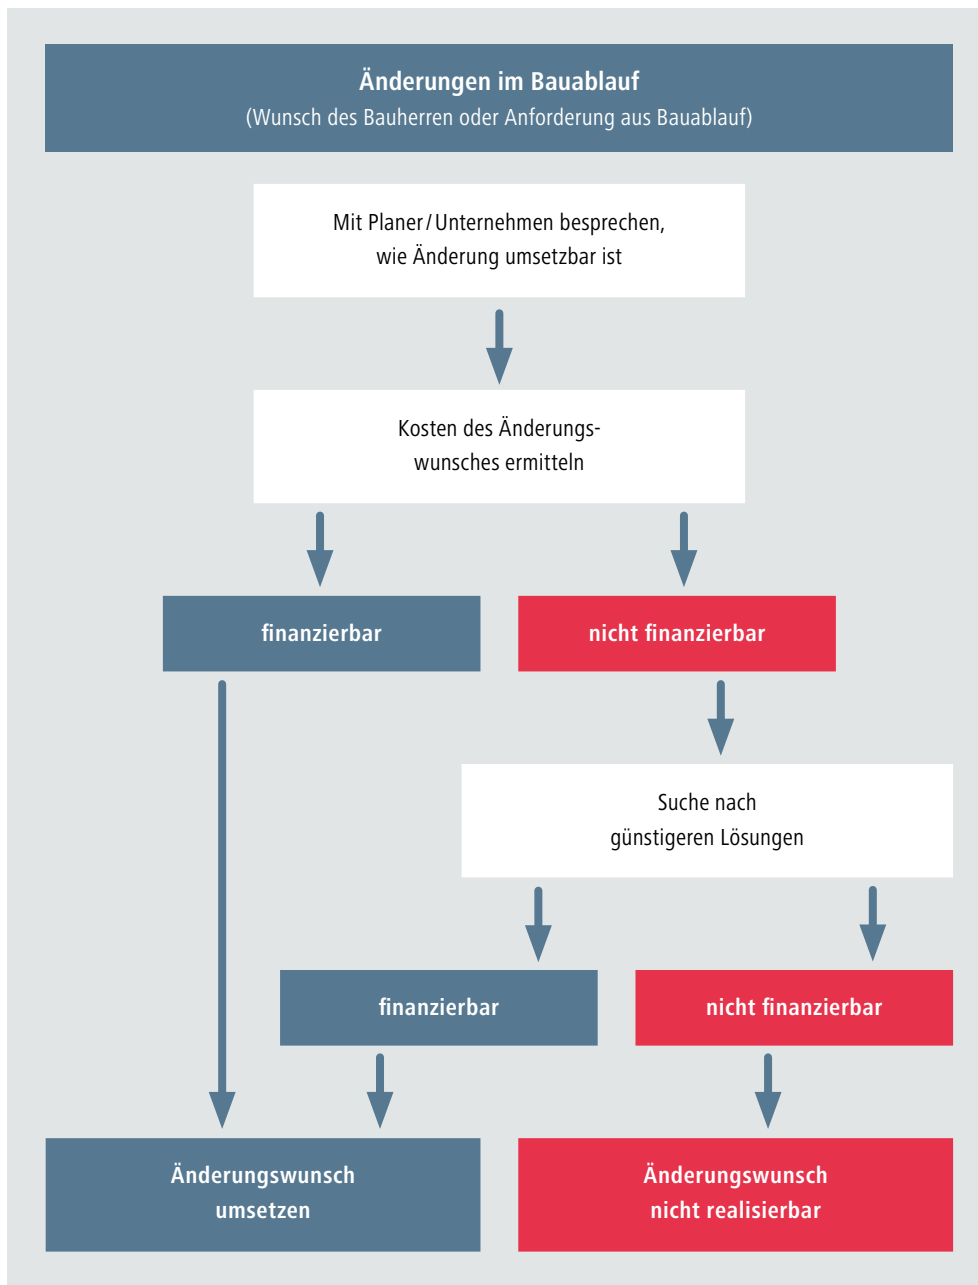 Änderungen im Bauablauf
(Wunsch des Bauherren oder Anforderung aus Bauablauf)
Mit Planer / Unternehmen besprechen,
wie Änderung umsetzbar ist
Kosten des Änderungs-
wunsches ermitteln
finanzierbar
nicht finanzierbar
Suche nach
günstigeren Lösungen
finanzierbar
nicht finanzierbar
Änderungswunsch
umsetzen
Änderungswunsch
nicht realisierbar